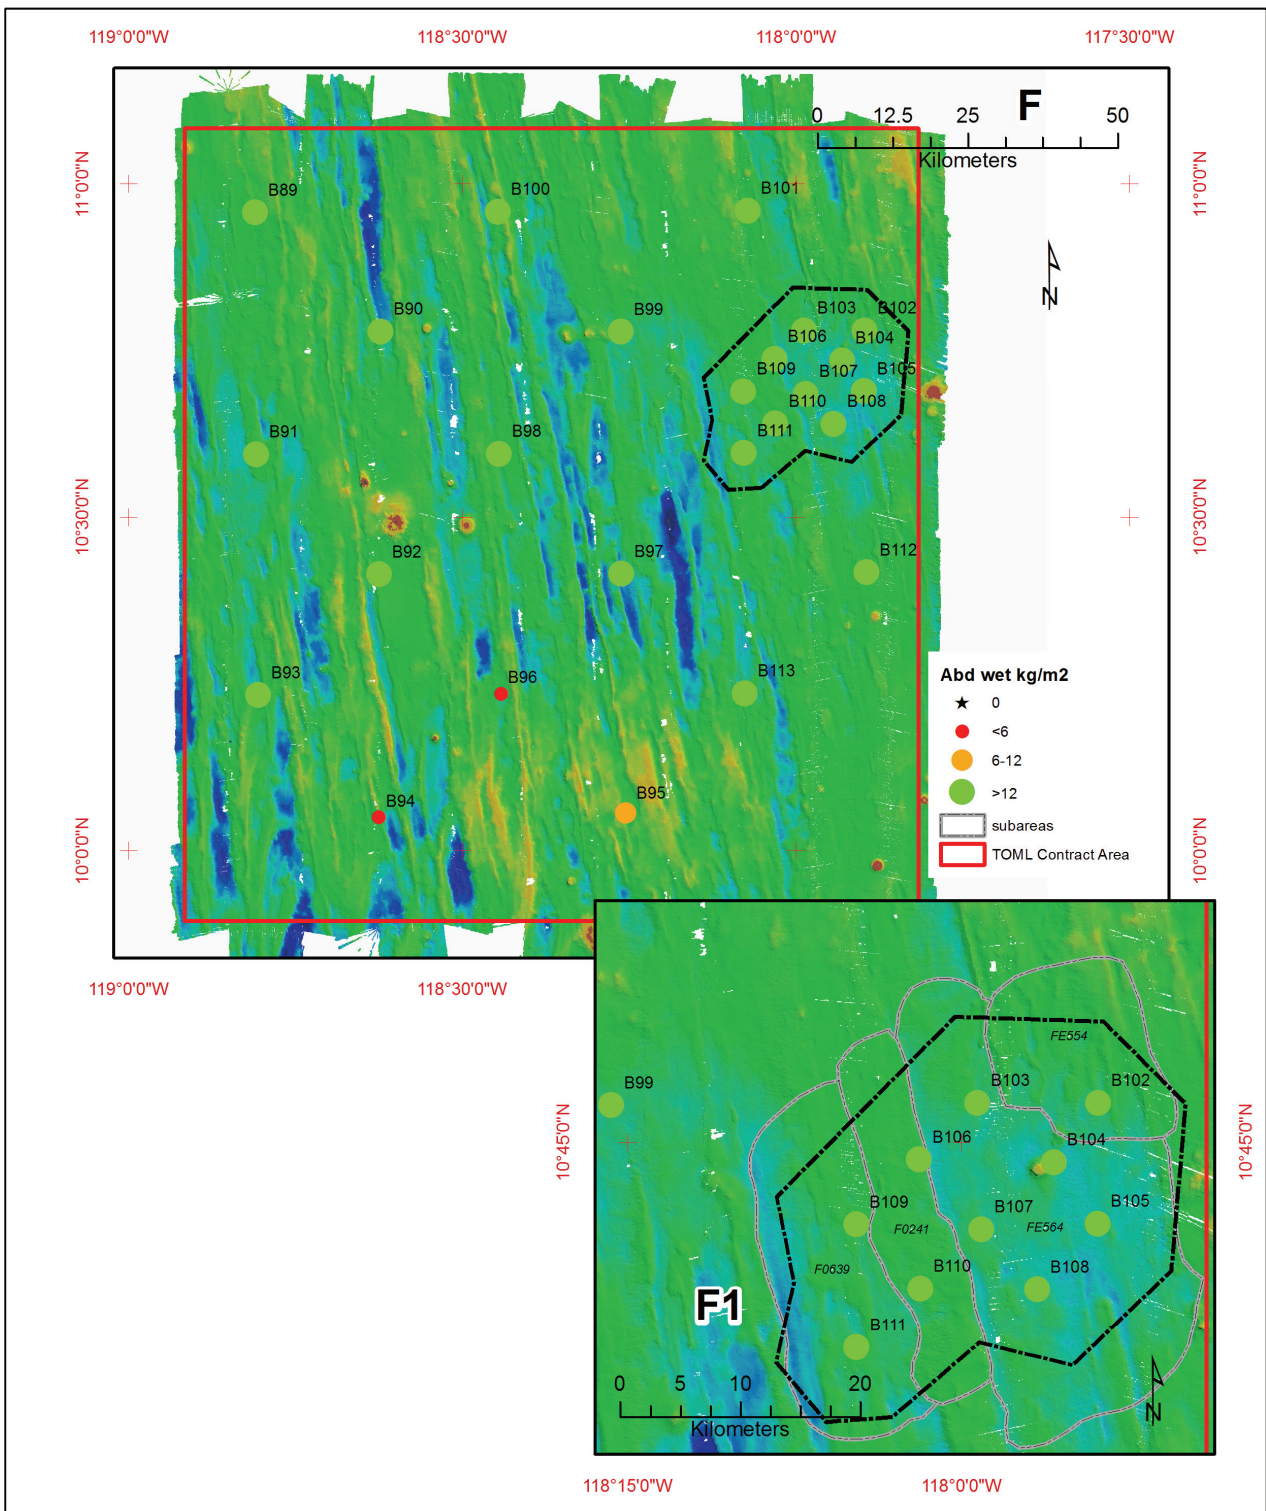 119°0'0"W
118°30'0"W
118°0'0"W
117°30'0"W
F
0
12.5
25
50
Kilometers
11°0'0"N
11°0'0"N
B89
B100
B101
N
B90
B99
B103
B102
B106
B104
B109
B107
B105
B110
B108
B91
B98
B111
10°30'0"N
10°30'0"N
B92
B97
B112
B93
B96
B113
Abd wet kg/m2
0
<6
6-12
>12
subareas
TOML Contract Area
B94
B95
10°0'0"N
10°0'0"N
119°0'0"W
118°30'0"W
FE554
B99
B103
B102
10°45'0"N
10°45'0"N
B106
B104
B109
B107
B105
F0241
FE564
F0639
B110
B108
F1
B111
0
5
10
20
Kilometers
N
118°15'0"W
118°0'0"W